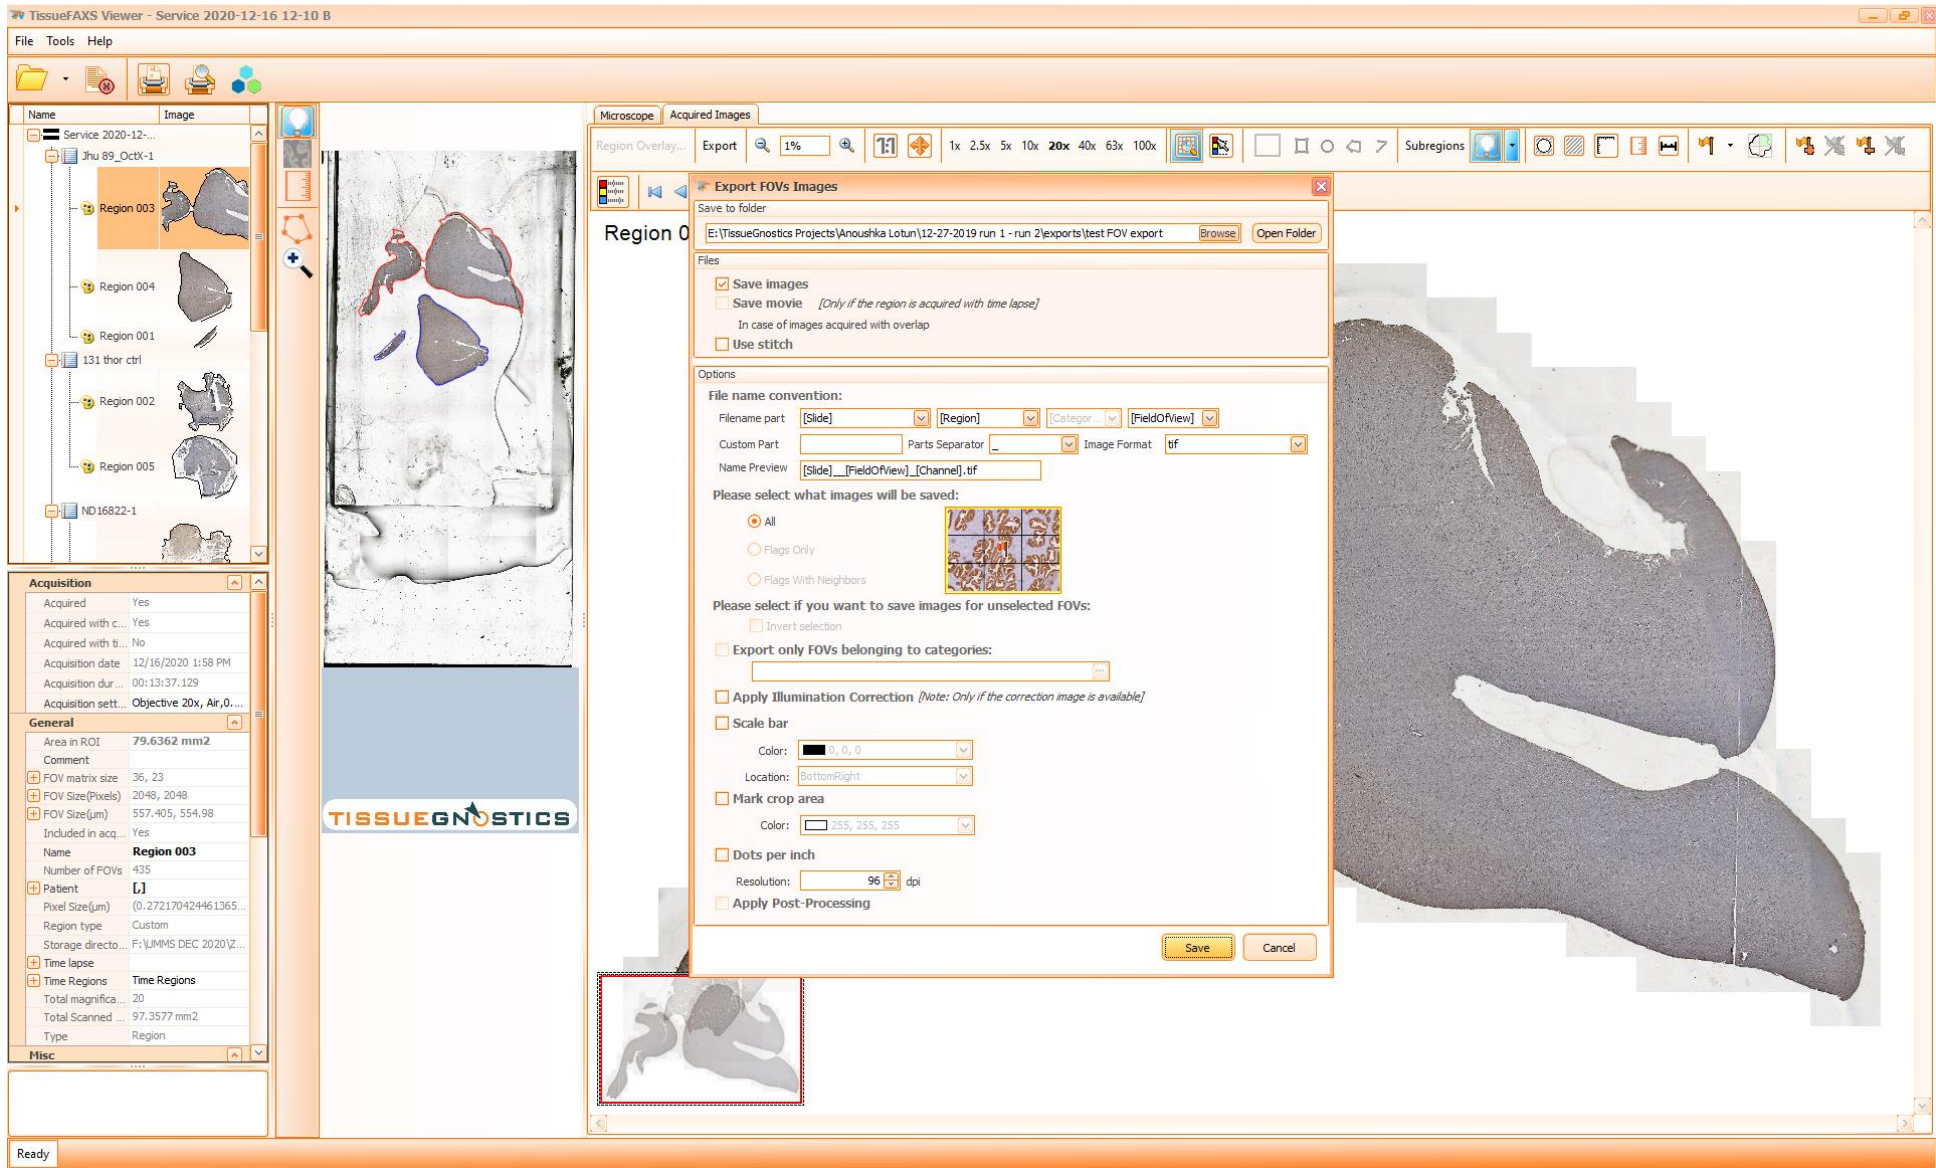 TissueFAXS Viewer - Service 2020-12-16 12-10 B
File Tools Help
Name Image
Service 2020-12-...
Jhu 89_OctX-1
Region 003
Region 004
Region 001
131 thor ctrl
Region 002
Region 005
ND16822-1
Acquisition
Acquired Yes
Acquired with c... Yes
Acquired with ti... No
Acquisition date 12/16/2020 1:58 PM
Acquisition dur... 00:13:37.129
Acquisition sett... Objective 20x, Air,0....
General
Area in ROI 79.6362 mm2
Comment
FOV matrix size 36, 23
FOV Size(Pixels) 2048, 2048
FOV Size(µm) 557.405, 554.98
Included in acq... Yes
Name Region 003
Number of FOVs 435
Patient [,]
Pixel Size(µm) (0.272170424461365...
Region type Custom
Storage directo... F:\UMMS DEC 2020\Z...
Time lapse
Time Regions Time Regions
Total magnifica... 20
Total Scanned ... 97.3577 mm2
Type Region
Misc
Ready
TISSUEGNOSTICS
Microscope Acquired Images
Region Overlay... Export 1% 1:1 1x 2.5x 5x 10x 20x 40x 63x 100x Subregions
Region 0
Export FOVs Images
Save to folder
E:\TissueGnostics Projects\Anoushka Lotun\12-27-2019 run 1 - run 2\exports\test FOV export Browse Open Folder
Files
Save images
Save movie [Only if the region is acquired with time lapse]
In case of images acquired with overlap
Use stitch
Options
File name convention:
Filename part [Slide] [Region] [Categor... [FieldOfView]
Custom Part Parts Separator _ Image Format tif
Name Preview [Slide]__[FieldOfView]_[Channel].tif
Please select what images will be saved:
All
Flags Only
Flags With Neighbors
Please select if you want to save images for unselected FOVs:
Invert selection
Export only FOVs belonging to categories:
...
Apply Illumination Correction [Note: Only if the correction image is available]
Scale bar
Color: 0, 0, 0
Location: BottomRight
Mark crop area
Color: 255, 255, 255
Dots per inch
Resolution: 96 dpi
Apply Post-Processing
Save Cancel